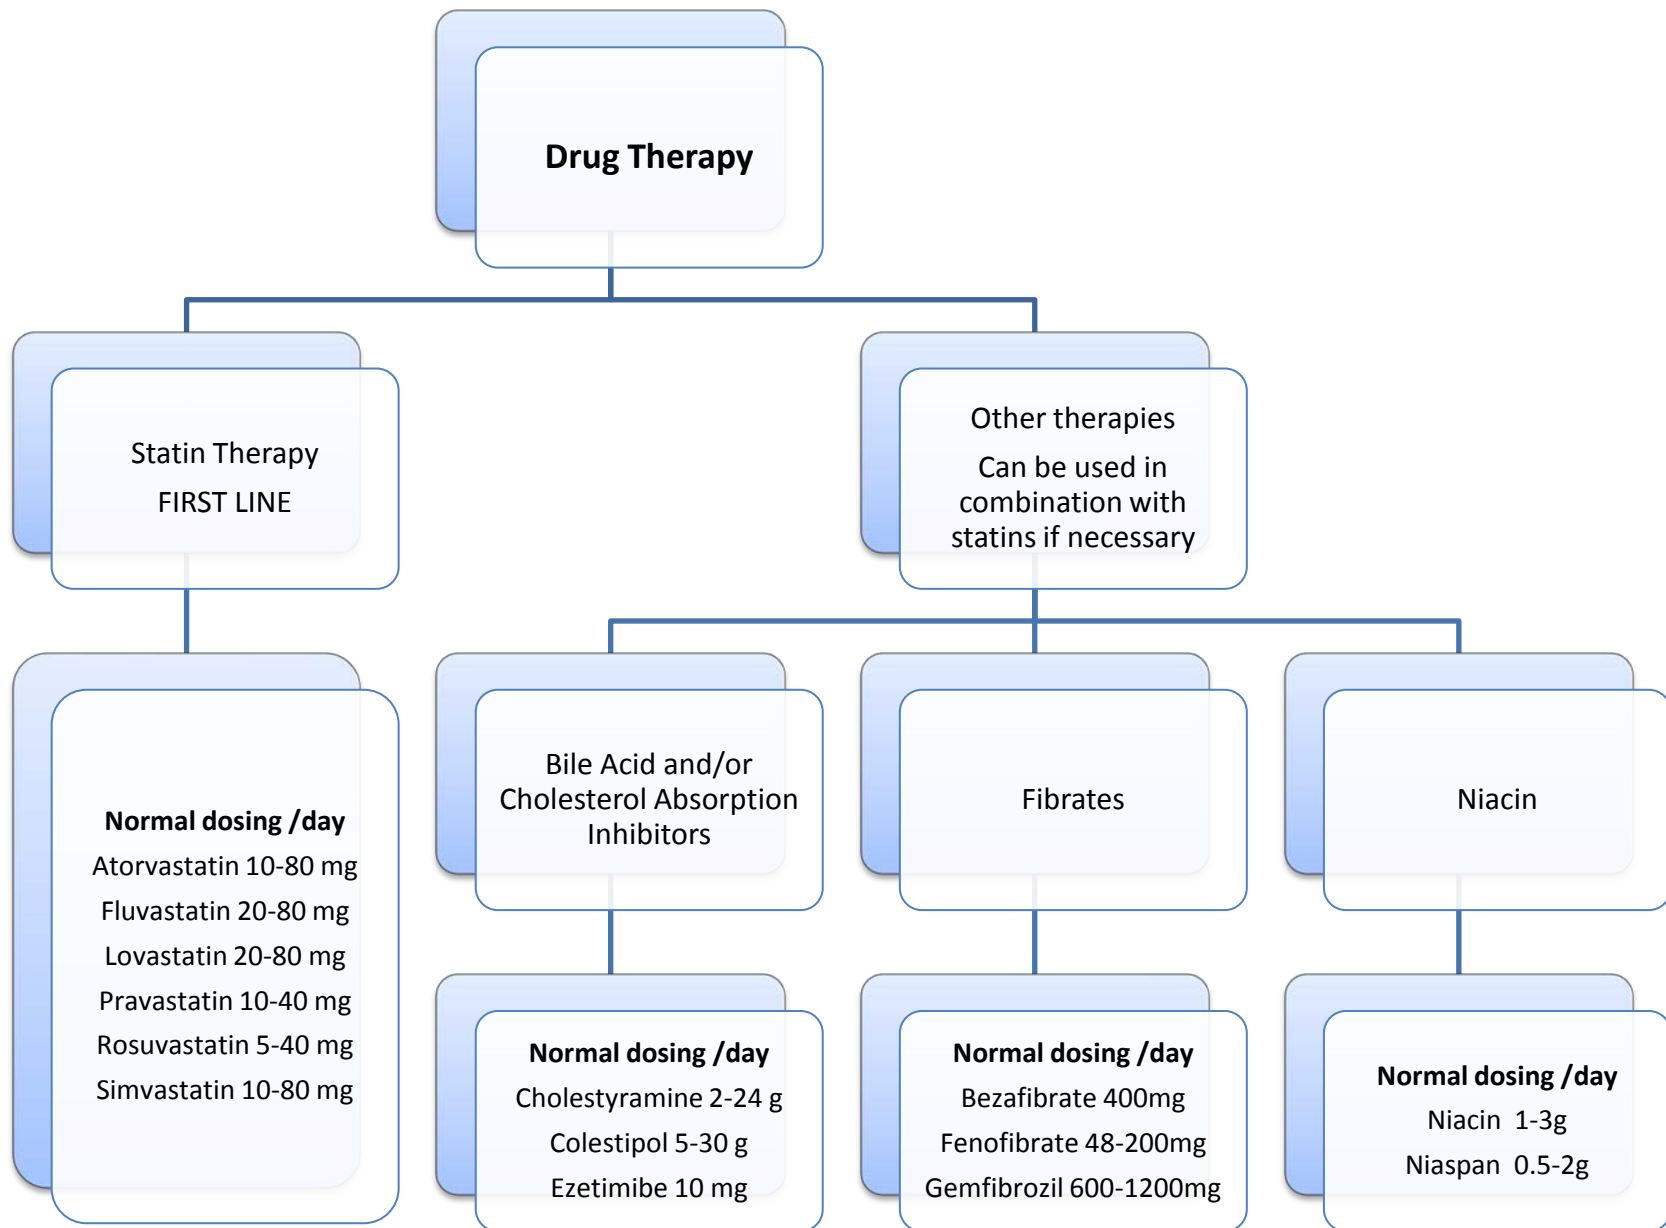 Drug Therapy
Statin Therapy
FIRST LINE
Other therapies
Can be used in
combination with
statins if necessary
Normal dosing /day
Atorvastatin 10-80 mg
Fluvastatin 20-80 mg
Lovastatin 20-80 mg
Pravastatin 10-40 mg
Rosuvastatin 5-40 mg
Simvastatin 10-80 mg
Bile Acid and/or
Cholesterol Absorption
Inhibitors
Fibrates
Niacin
Normal dosing /day
Cholestyramine 2-24 g
Colestipol 5-30 g
Ezetimibe 10 mg
Normal dosing /day
Bezafibrate 400mg
Fenofibrate 48-200mg
Gemfibrozil 600-1200mg
Normal dosing /day
Niacin  1-3g
Niaspan  0.5-2g